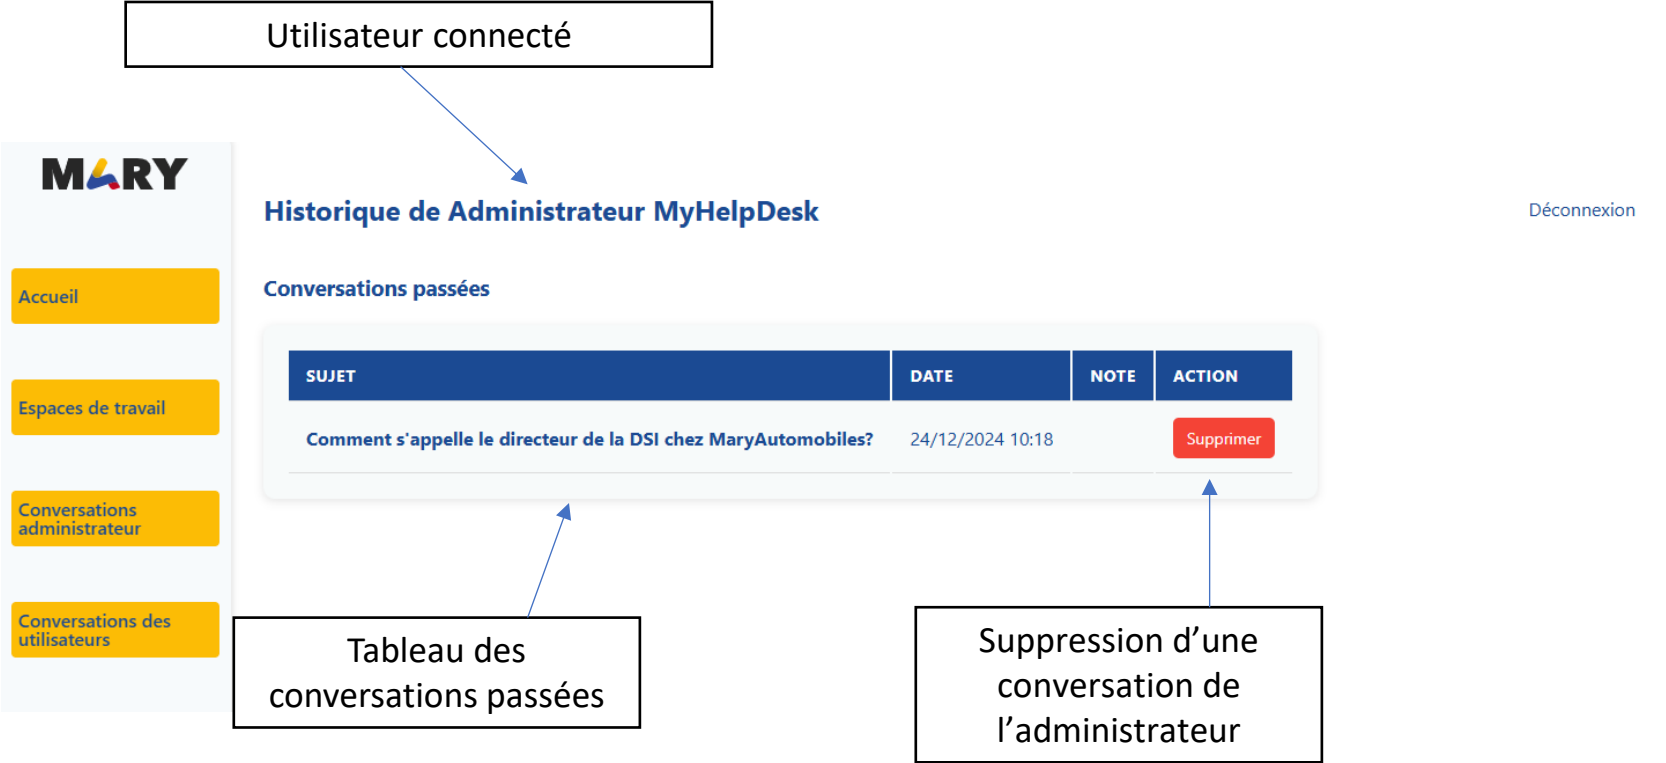 Utilisateur connecté
MARY
Historique de Administrateur MyHelpDesk
Déconnexion
Accueil
Conversations passées
SUJET DATE NOTE ACTION
Espaces de travail
Comment s'appelle le directeur de la DSI chez MaryAutomobiles? 24/12/2024 10:18 Supprimer
Conversations
administrateur
Conversations des
utilisateurs
Tableau des
conversations passées
Suppression d’une
conversation de
l’administrateur